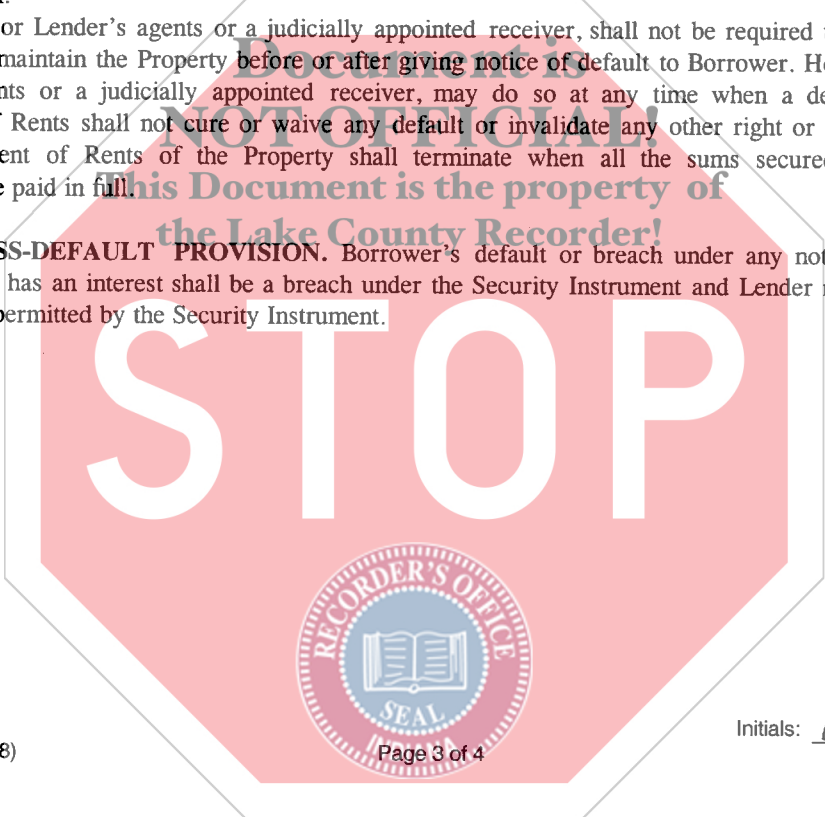 or Lender's agents or a judicially appointed receiver, shall not be required
maintain the Property before or after giving notice of default to Borrower.
nts or a judicially appointed receiver, may do so at any time when a de
Rents shall not cure or waive any default or invalidate any other right or
ent of Rents of the Property shall terminate when all the sums secured
e paid in full.
SS-DEFAULT PROVISION. Borrower's default or breach under any not
has an interest shall be a breach under the Security Instrument and Lender
permitted by the Security Instrument.
Document is
NOT OFFICIAL!
This Document is the property of
the Lake County Recorder!
STOP
RECORDER'S OFFICE
SEAL
INDIANA
Initials:
8)
Page 3 of 4